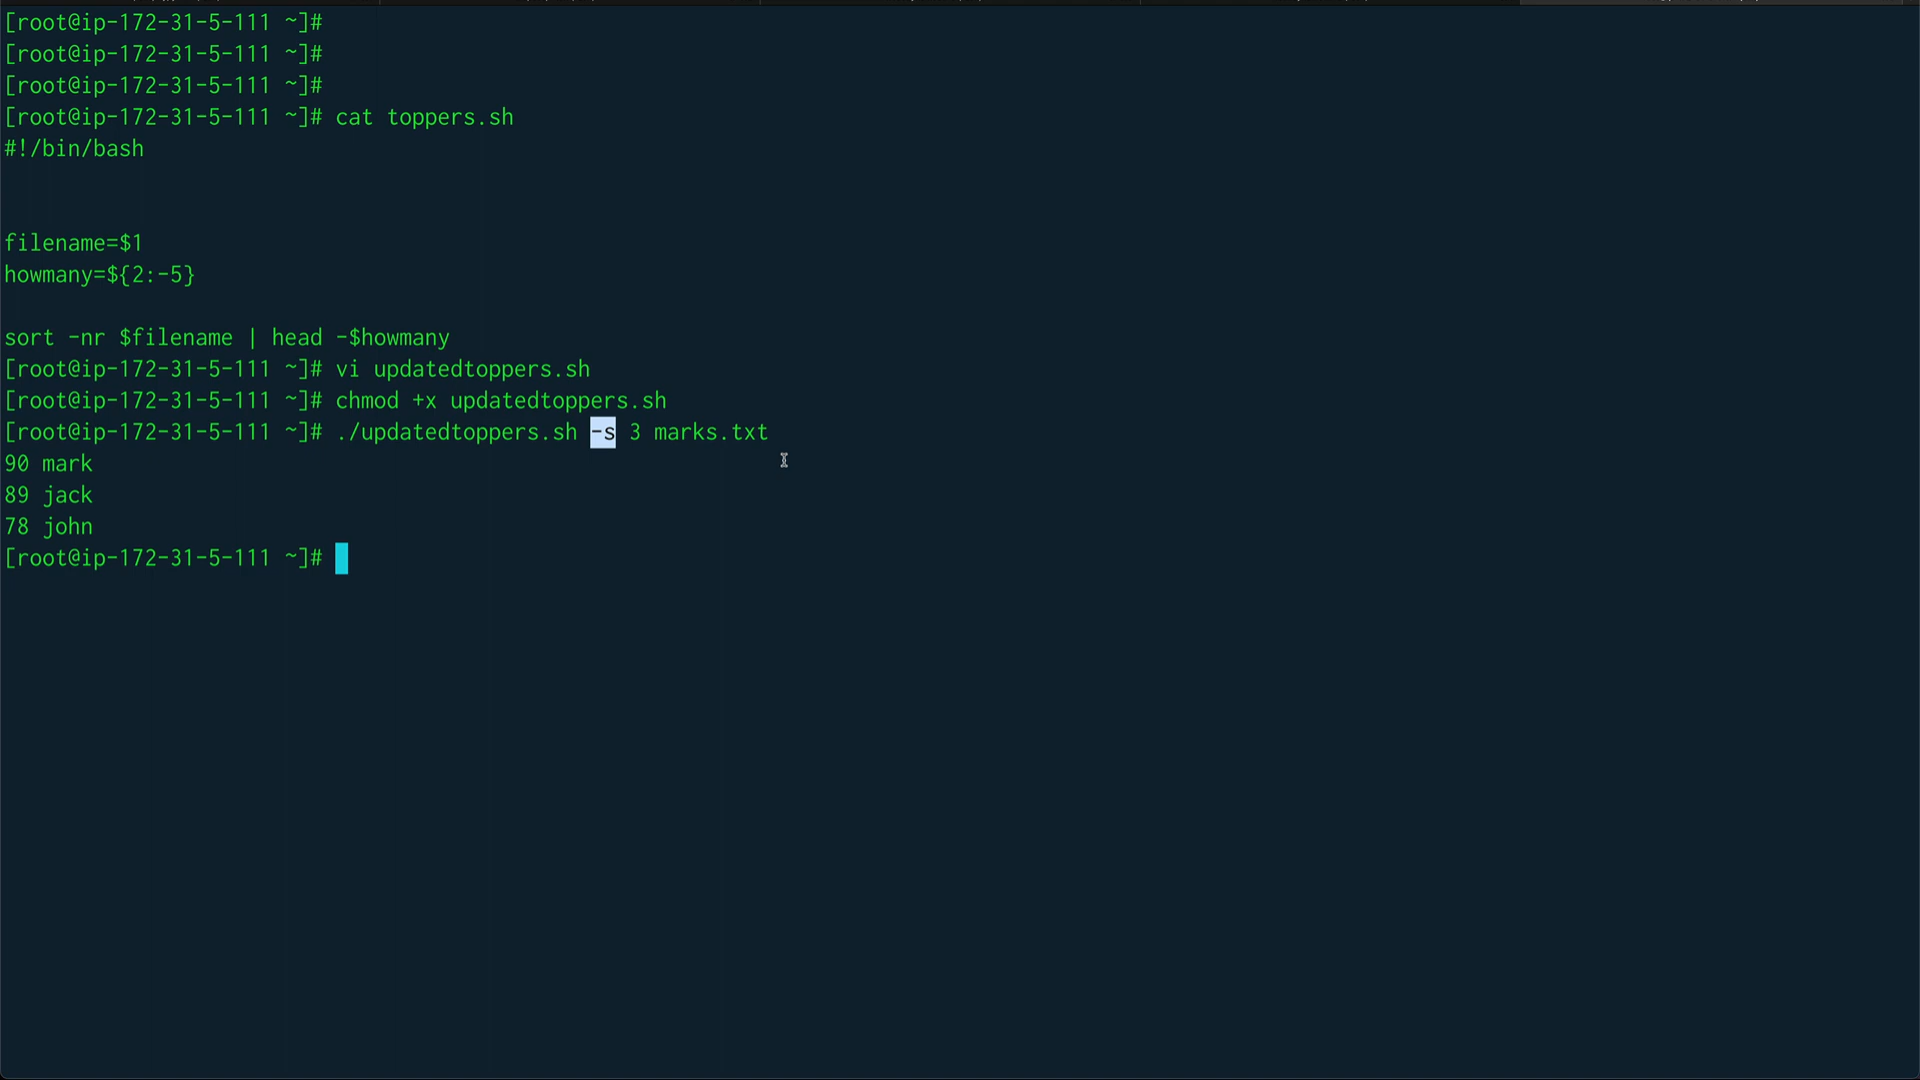 [root@ip-172-31-5-111 ~]#
[root@ip-172-31-5-111 ~]#
[root@ip-172-31-5-111 ~]#
[root@ip-172-31-5-111 ~]# cat toppers.sh
#!/bin/bash
filename=$1
howmany=${2:-5}
sort -nr $filename | head -$howmany
[root@ip-172-31-5-111 ~]# vi updatedtoppers.sh
[root@ip-172-31-5-111 ~]# chmod +x updatedtoppers.sh
[root@ip-172-31-5-111 ~]# ./updatedtoppers.sh -s 3 marks.txt
90 mark
89 jack
78 john
[root@ip-172-31-5-111 ~]#